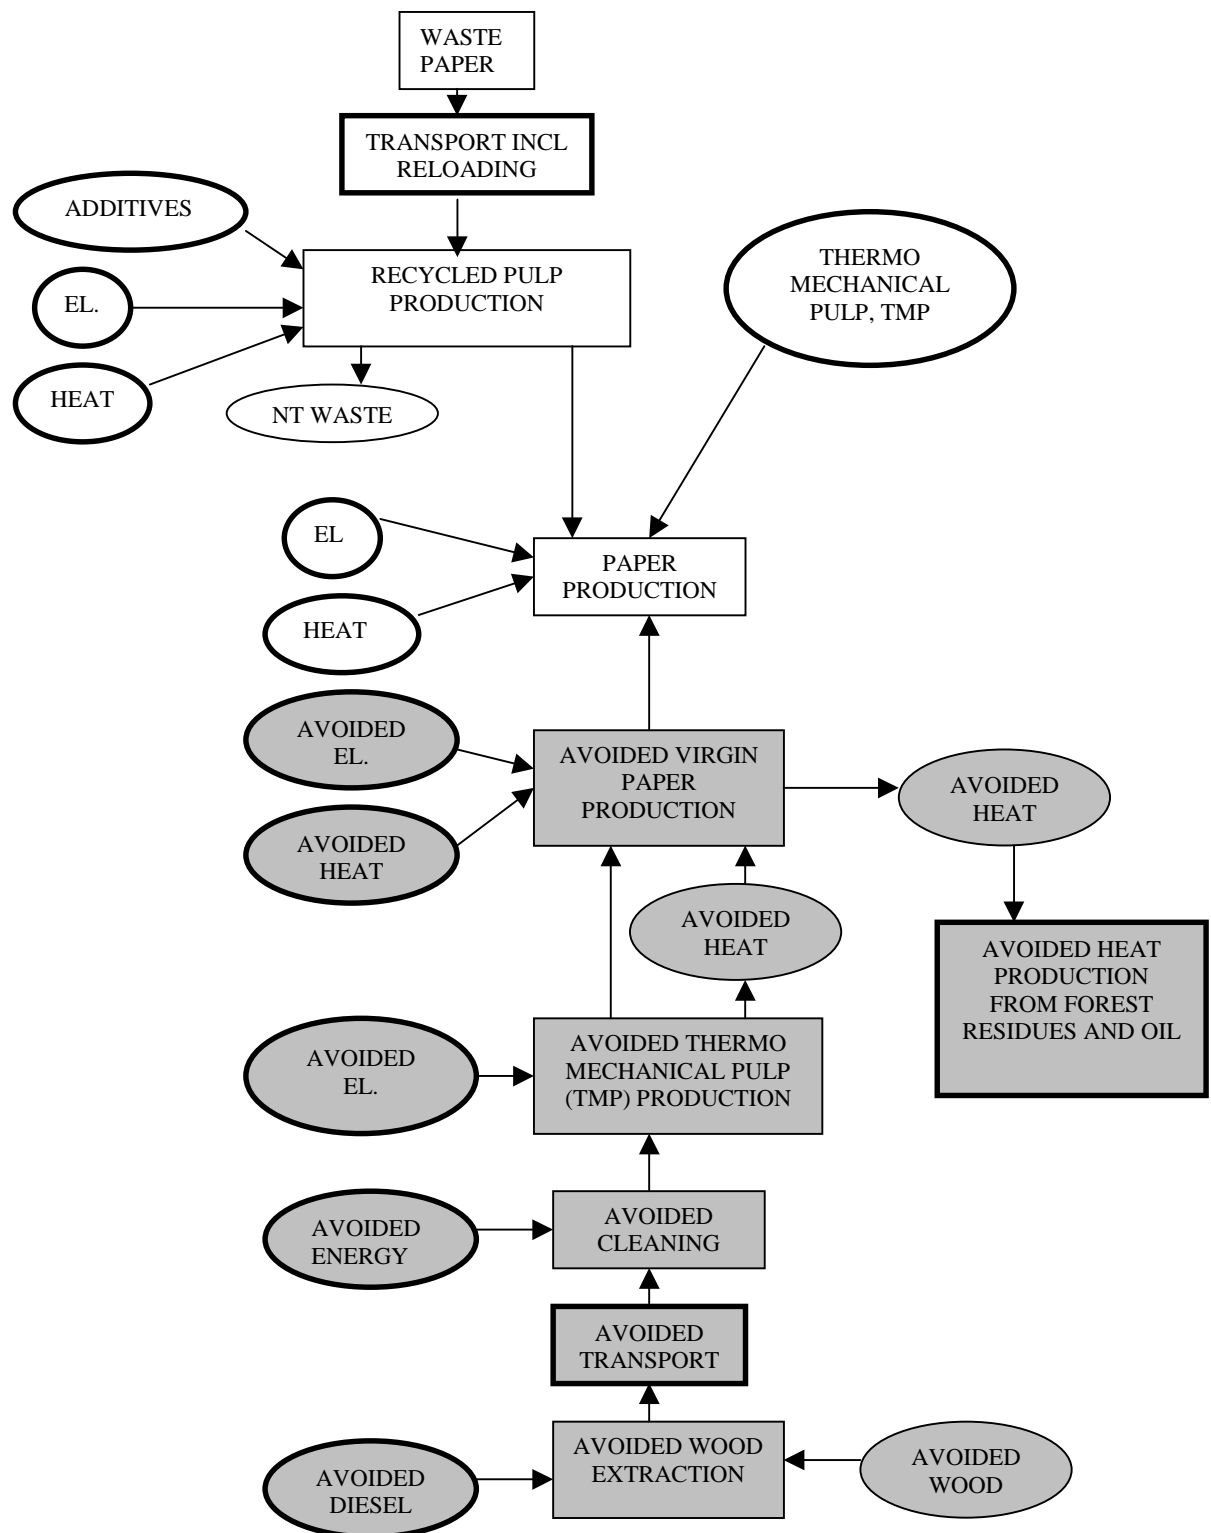 WASTE
PAPER
TRANSPORT INCL
RELOADING
ADDITIVES
RECYCLED PULP
PRODUCTION
THERMO
MECHANICAL
PULP, TMP
EL.
HEAT
NT WASTE
EL
PAPER
PRODUCTION
HEAT
AVOIDED
EL.
AVOIDED VIRGIN
PAPER
PRODUCTION
AVOIDED
HEAT
AVOIDED
HEAT
AVOIDED
HEAT
AVOIDED HEAT
PRODUCTION
FROM FOREST
RESIDUES AND OIL
AVOIDED
EL.
AVOIDED THERMO
MECHANICAL PULP
(TMP) PRODUCTION
AVOIDED
ENERGY
AVOIDED
CLEANING
AVOIDED
TRANSPORT
AVOIDED WOOD
EXTRACTION
AVOIDED
WOOD
AVOIDED
DIESEL